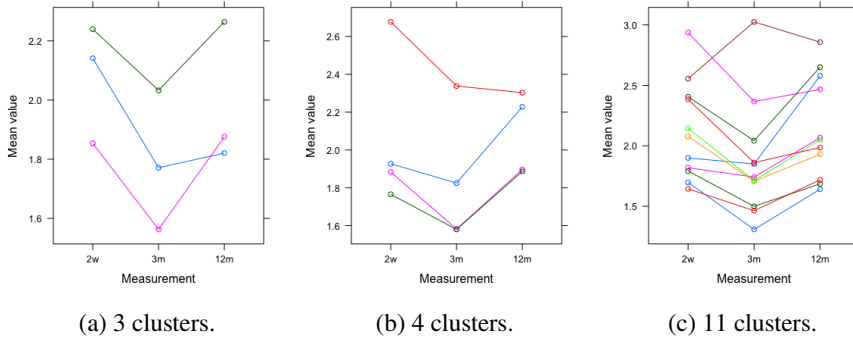 2.2
2.0
1.8
1.6
Mean value
2w
3m
12m
Measurement
(a) 3 clusters.
2.6
2.4
2.2
2.0
1.8
1.6
Mean value
2w
3m
12m
Measurement
(b) 4 clusters.
3.0
2.5
2.0
1.5
Mean value
2w
3m
12m
Measurement
(c) 11 clusters.